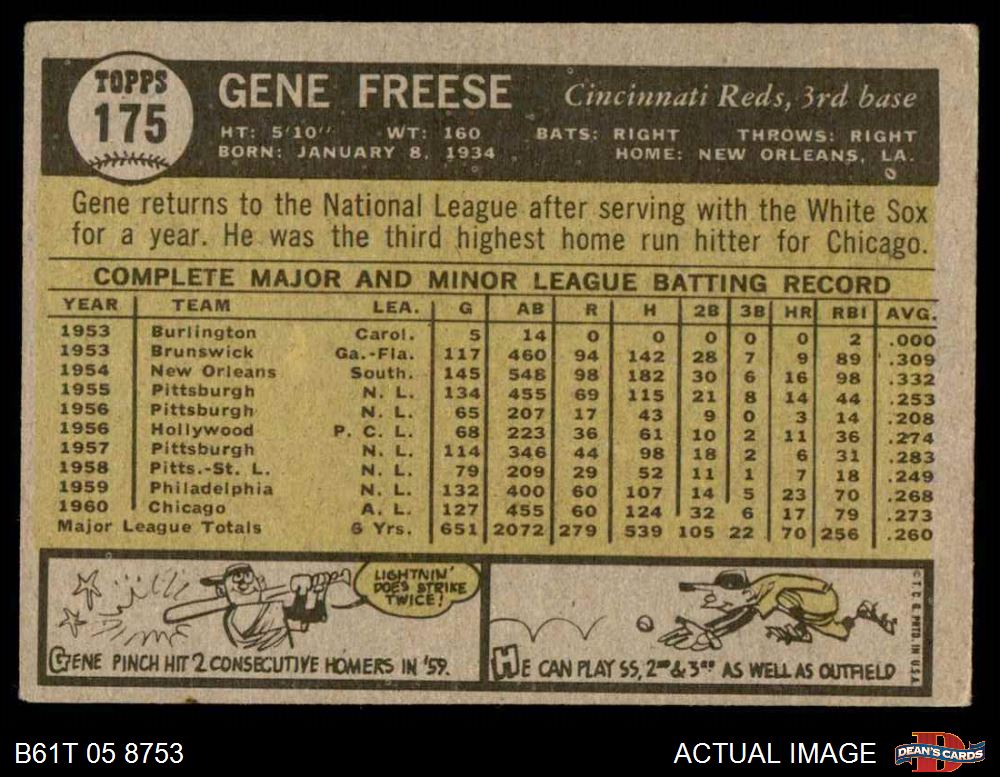 TOPPS
175
GENE FREESE
Cincinnati Reds, 3rd base
HT: 5'10" WT: 160 BATS: RIGHT THROWS: RIGHT
BORN: JANUARY 8, 1934 HOME: NEW ORLEANS, LA.
Gene returns to the National League after serving with the White Sox
for a year. He was the third highest home run hitter for Chicago.
COMPLETE MAJOR AND MINOR LEAGUE BATTING RECORD
YEAR TEAM LEA. G AB R H 2B 3B HR RBI AVG.
1953 Burlington Carol. 5 14 0 0 0 0 0 2 .000
1953 Brunswick Ga.-Fla. 117 460 94 142 28 7 9 89 .309
1954 New Orleans South. 145 548 98 182 30 6 16 98 .332
1955 Pittsburgh N. L. 134 455 69 115 21 8 14 44 .253
1956 Pittsburgh N. L. 65 207 17 43 9 0 3 14 .208
1956 Hollywood P. C. L. 68 223 36 61 10 2 11 36 .274
1957 Pittsburgh N. L. 114 346 44 98 18 2 6 31 .283
1958 Pitts.-St. L. N. L. 79 209 29 52 11 1 7 18 .249
1959 Philadelphia N. L. 132 400 60 107 14 5 23 70 .268
1960 Chicago A. L. 127 455 60 124 32 6 17 79 .273
Major League Totals 6 Yrs. 651 2072 279 539 105 22 70 256 .260
LIGHTNIN'
DOES STRIKE
TWICE!
GENE PINCH HIT 2 CONSECUTIVE HOMERS IN '59.
HE CAN PLAY SS, 2ND & 3RD AS WELL AS OUTFIELD
© T. C. G. PRTD. IN U.S.A.
B61T 05 8753
ACTUAL IMAGE
DEAN'S CARDS